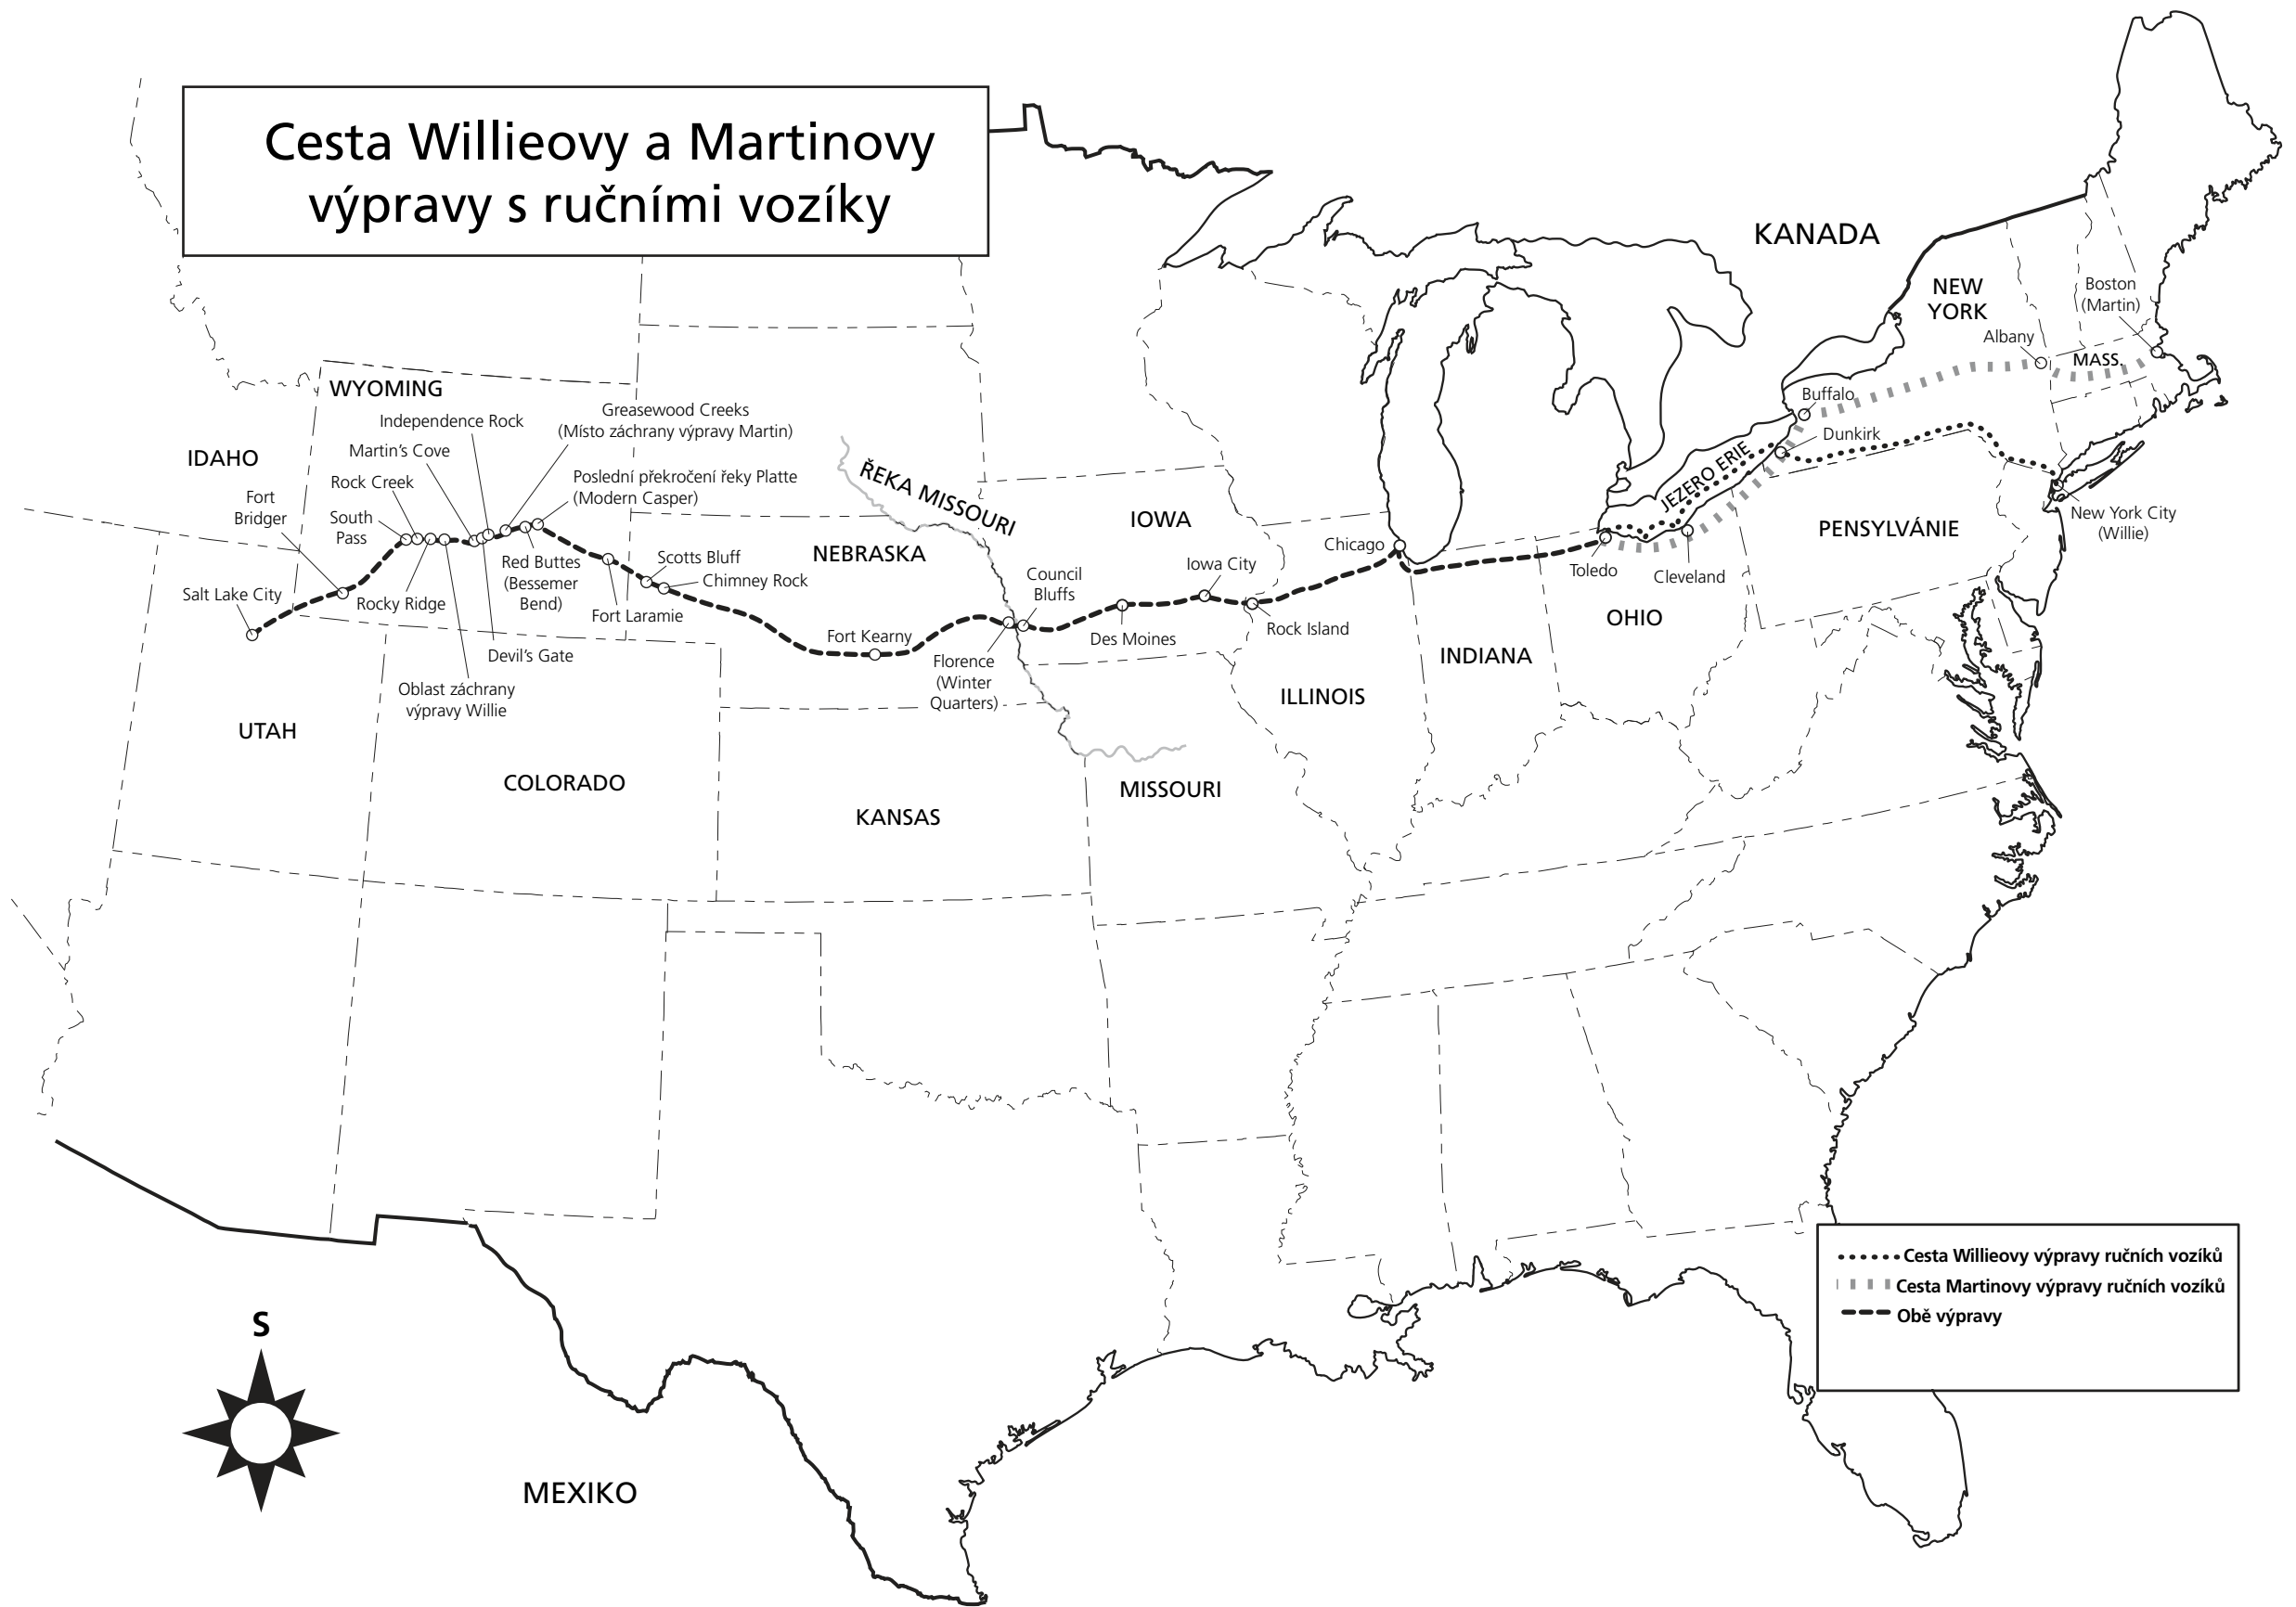 Cesta Willieovy a Martinovy
výpravy s ručními vozíky
KANADA
NEW
YORK
Boston
(Martin)
Albany
MASS.
Buffalo
Dunkirk
JEZERO ERIE
New York City
(Willie)
PENSYLVÁNIE
Cleveland
Toledo
OHIO
INDIANA
Chicago
ILLINOIS
Rock Island
Iowa City
IOWA
Des Moines
Council
Bluffs
Florence
(Winter
Quarters)
ŘEKA MISSOURI
NEBRASKA
Fort Kearny
Chimney Rock
Scotts Bluff
Fort Laramie
WYOMING
Greasewood Creeks
(Místo záchrany výpravy Martin)
Poslední překročení řeky Platte
(Modern Casper)
Independence Rock
Martin's Cove
Rock Creek
South
Pass
Red Buttes
(Bessemer
Bend)
Devil's Gate
Oblast záchrany
výpravy Willie
Rocky Ridge
IDAHO
Fort
Bridger
Salt Lake City
UTAH
COLORADO
KANSAS
MISSOURI
S
MEXIKO
Cesta Willieovy výpravy ručních vozíků
Cesta Martinovy výpravy ručních vozíků
Obě výpravy